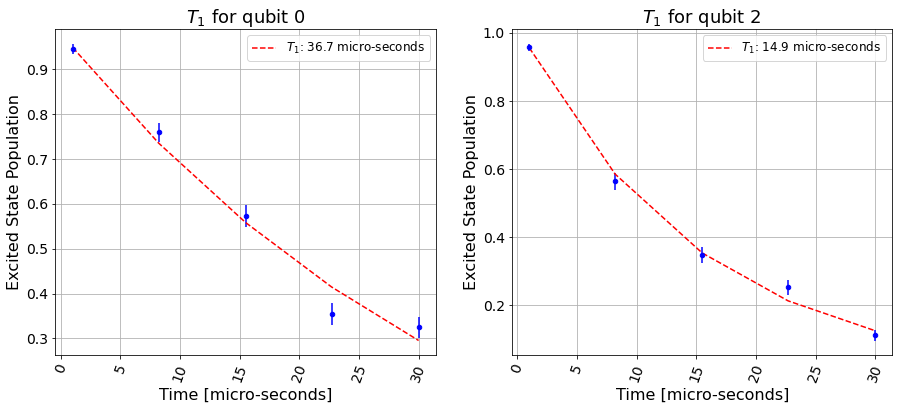 T₁ for qubit 0
Excited State Population
0.9
0.8
0.7
0.6
0.5
0.4
0.3
T₁: 36.7 micro-seconds
0 5 10 15 20 25 30
Time [micro-seconds]
T₁ for qubit 2
Excited State Population
1.0
0.8
0.6
0.4
0.2
T₁: 14.9 micro-seconds
0 5 10 15 20 25 30
Time [micro-seconds]